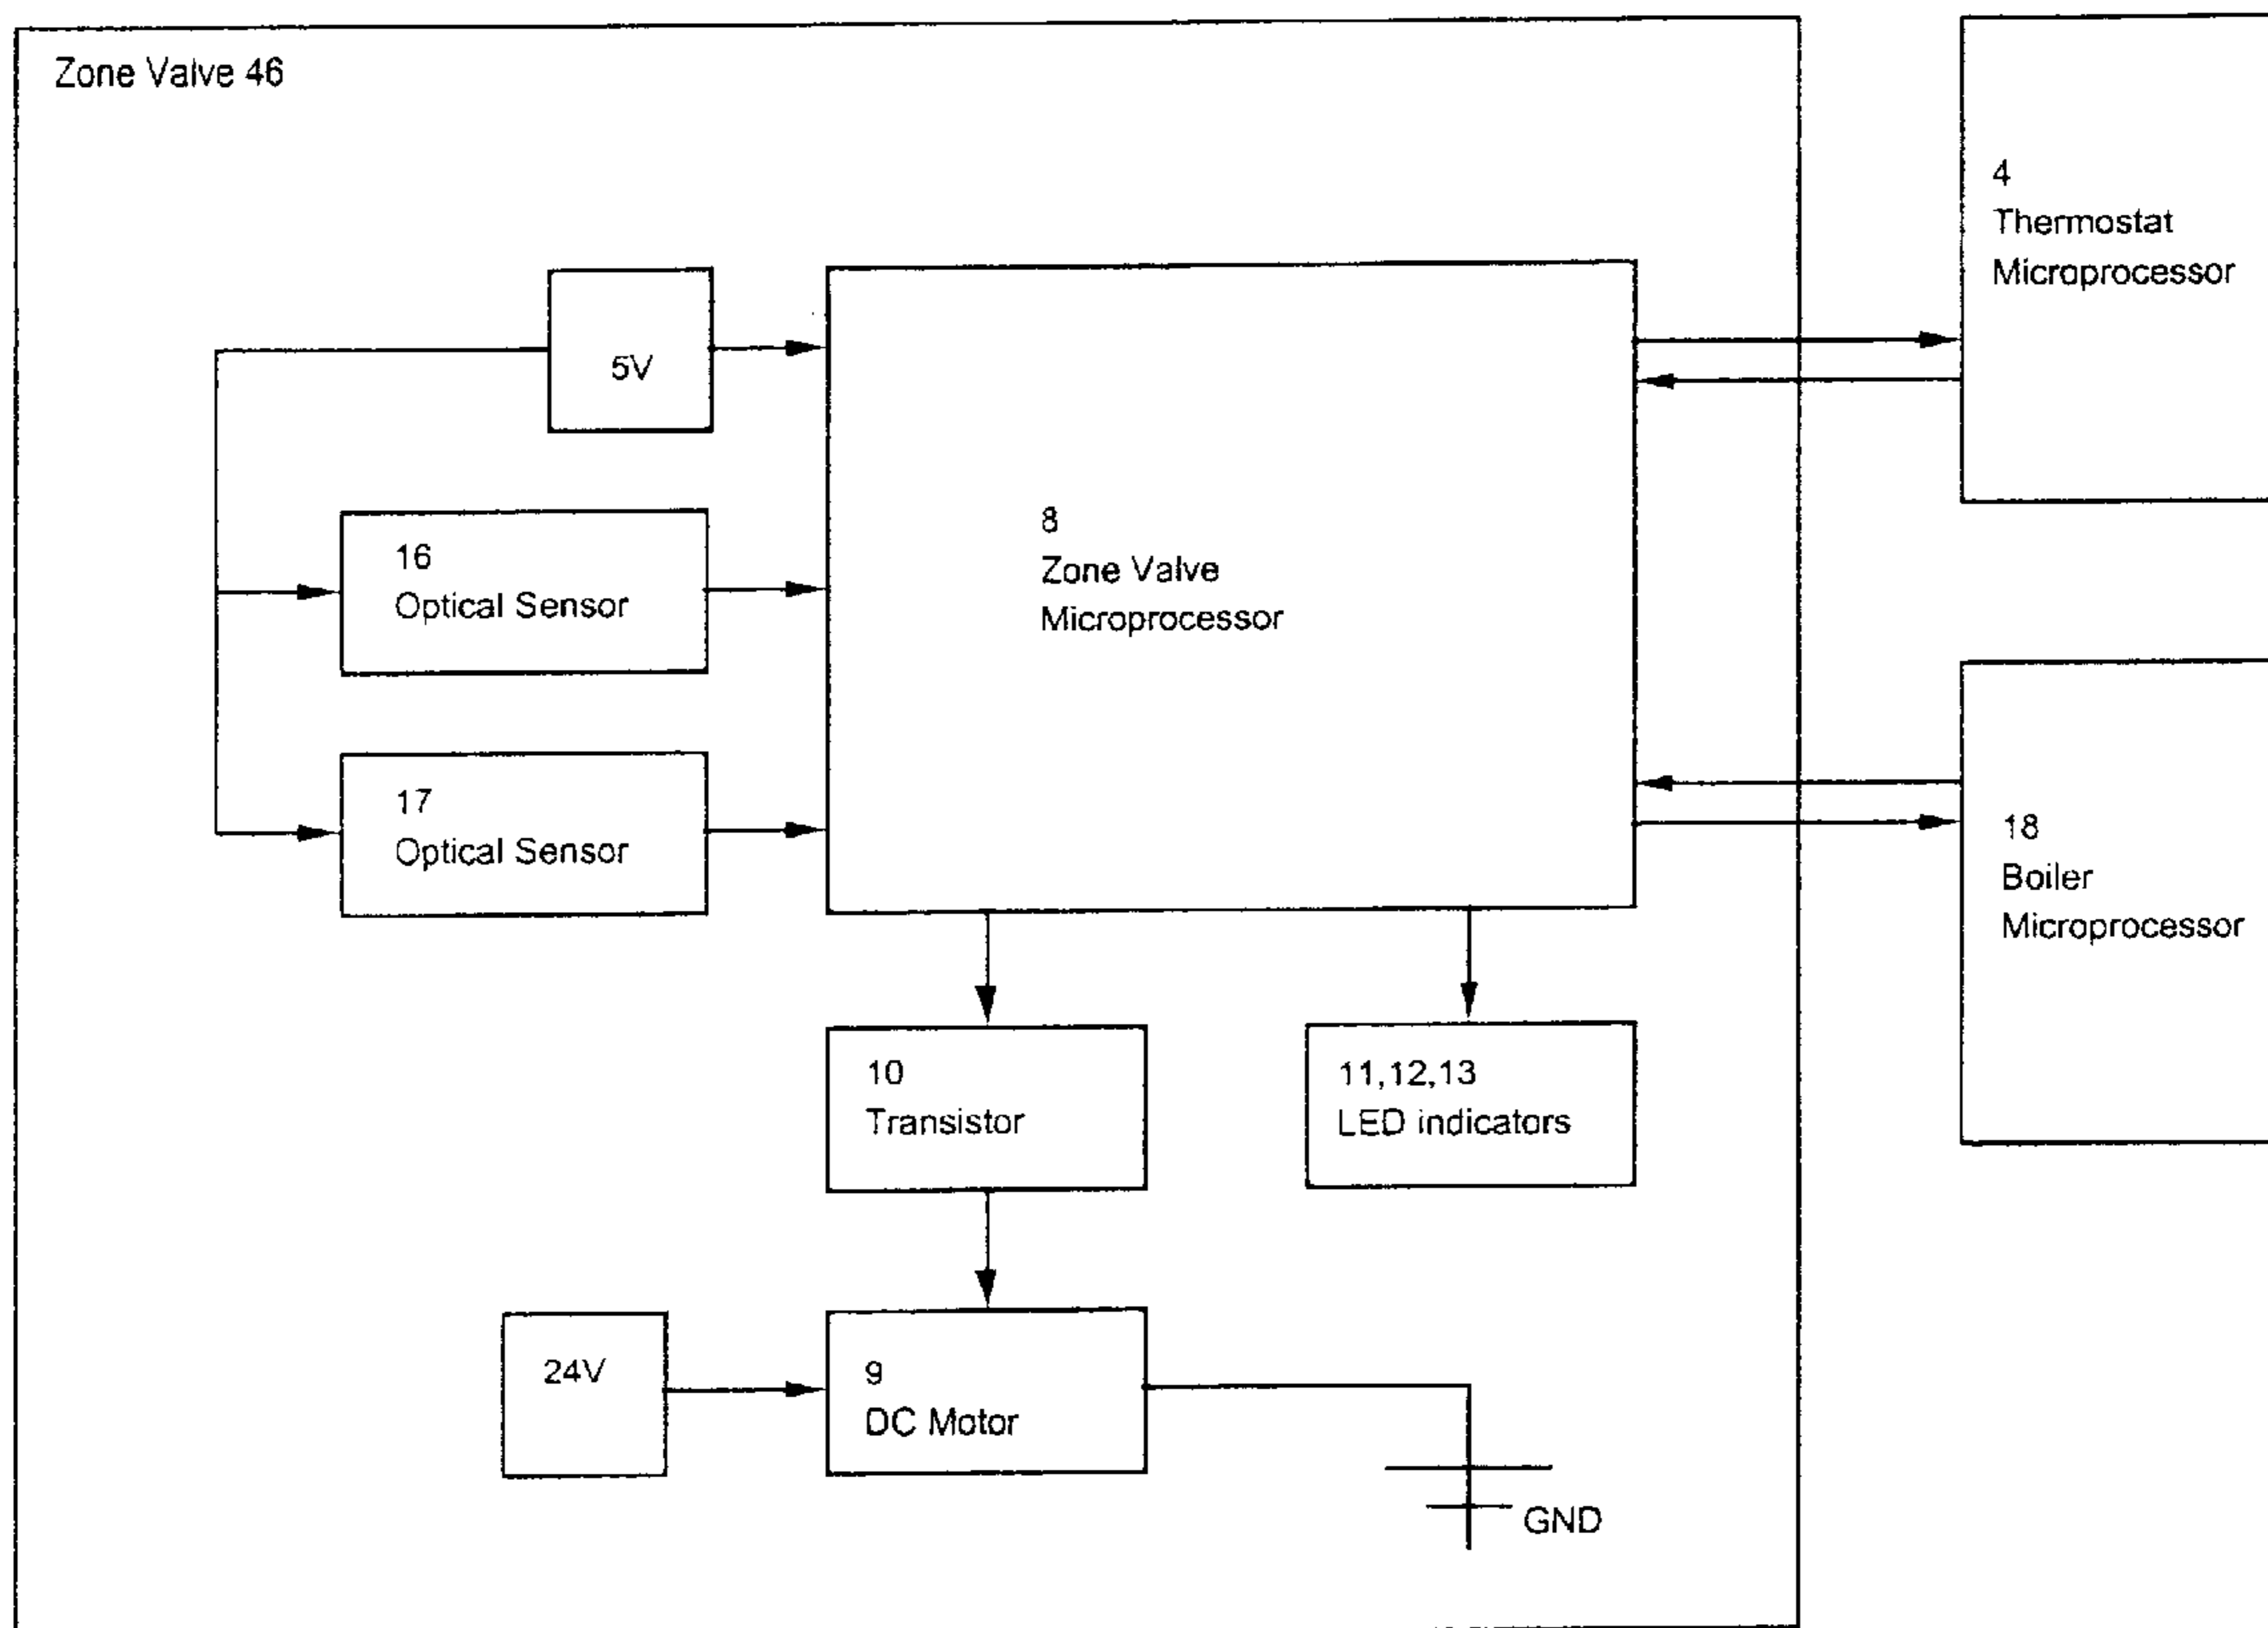 Zone Valve 46
4
Thermostat
Microprocessor
5V
8
Zone Valve
Microprocessor
16
Optical Sensor
17
Optical Sensor
18
Boiler
Microprocessor
10
Transistor
11,12,13
LED indicators
24V
9
DC Motor
GND